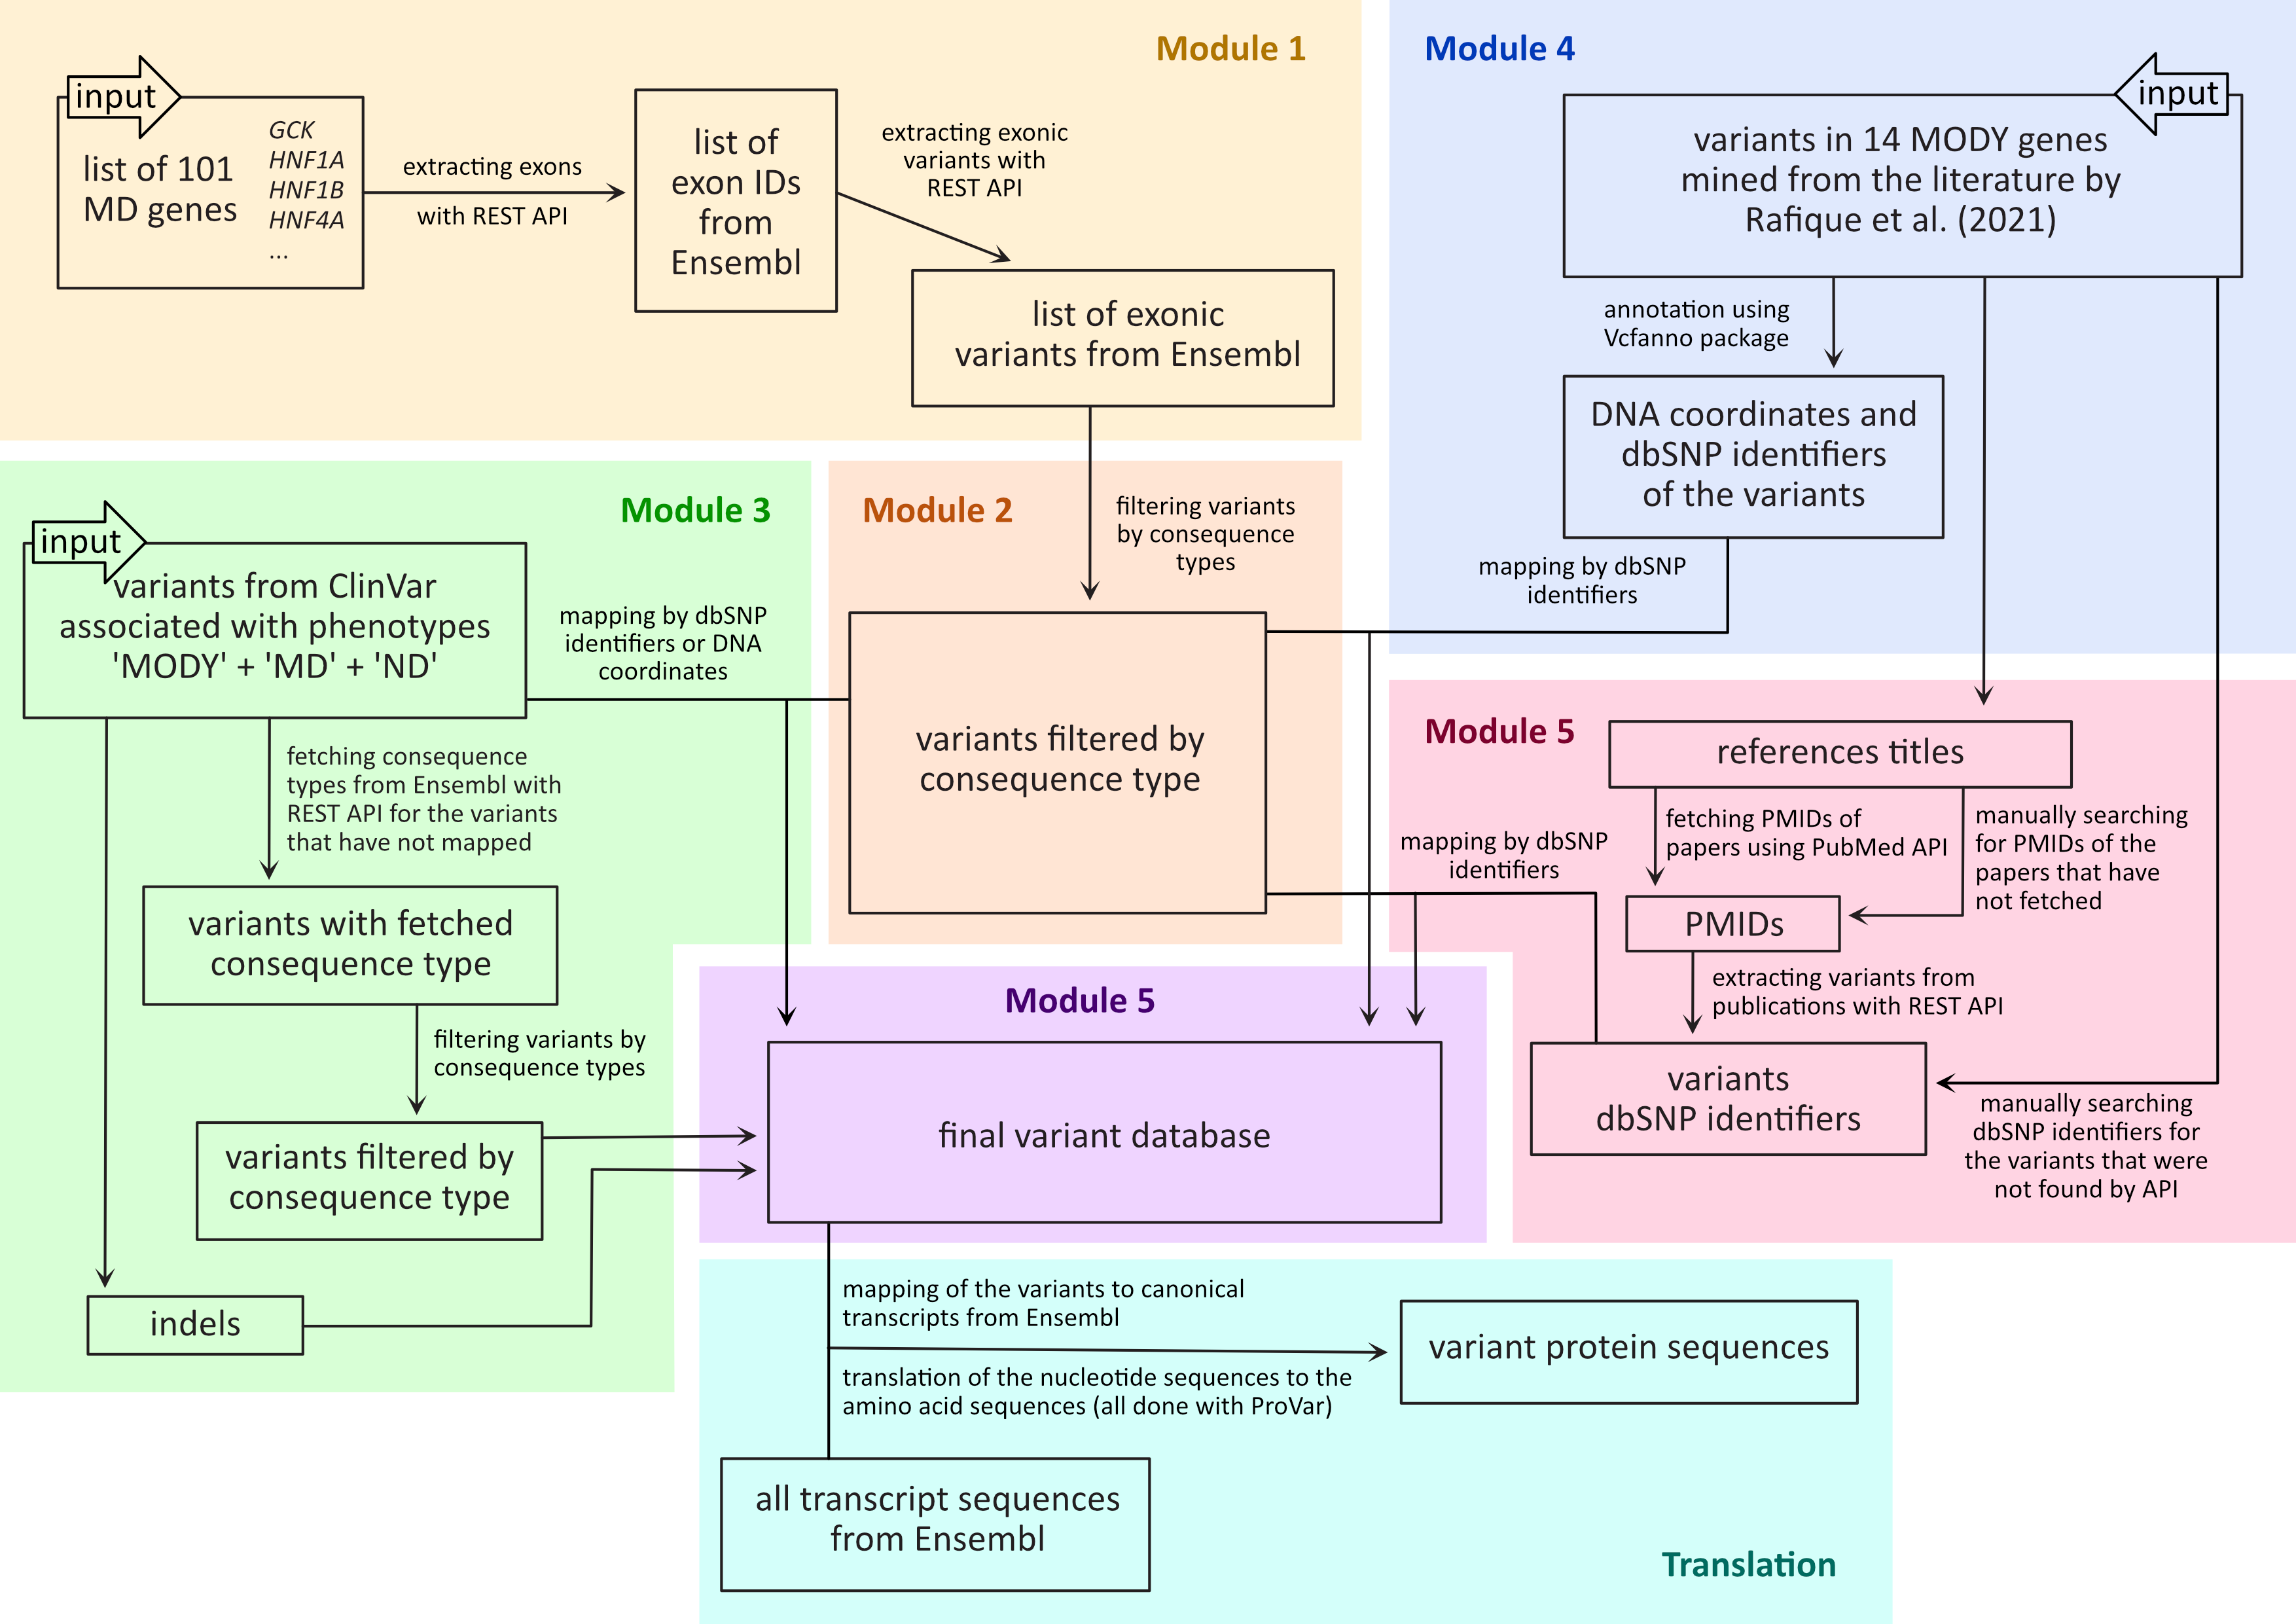 Module 1
input
list of 101
MD genes
GCK
HNF1A
HNF1B
HNF4A
...
extracting exons
with REST API
list of
exon IDs
from
Ensembl
extracting exonic
variants with
REST API
list of exonic
variants from Ensembl
Module 4
input
variants in 14 MODY genes
mined from the literature by
Rafique et al. (2021)
annotation using
Vcfanno package
DNA coordinates and
dbSNP identifiers
of the variants
mapping by dbSNP
identifiers
Module 3
input
variants from ClinVar
associated with phenotypes
'MODY' + 'MD' + 'ND'
mapping by dbSNP
identifiers or DNA
coordinates
fetching consequence
types from Ensembl with
REST API for the variants
that have not mapped
variants with fetched
consequence type
filtering variants by
consequence types
variants filtered by
consequence type
indels
Module 2
filtering variants
by consequence
types
variants filtered by
consequence type
Module 5
references titles
fetching PMIDs of
papers using PubMed API
manually searching
for PMIDs of the
papers that have
not fetched
mapping by dbSNP
identifiers
PMIDs
extracting variants from
publications with REST API
variants
dbSNP identifiers
manually searching
dbSNP identifiers for
the variants that were
not found by API
Module 5
final variant database
mapping of the variants to canonical
transcripts from Ensembl
translation of the nucleotide sequences to the
amino acid sequences (all done with ProVar)
variant protein sequences
all transcript sequences
from Ensembl
Translation